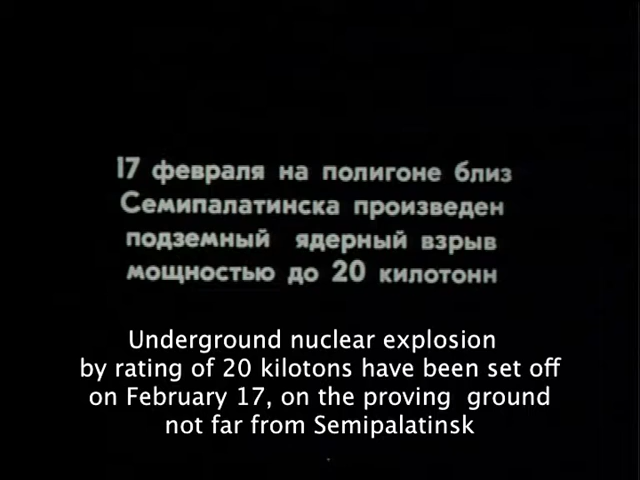 17 февраля на полигоне близ
Семипалатинска произведен
подземный ядерный взрыв
мощностью до 20 килотонн
Underground nuclear explosion
by rating of 20 kilotons have been set off
on February 17, on the proving ground
not far from Semipalatinsk